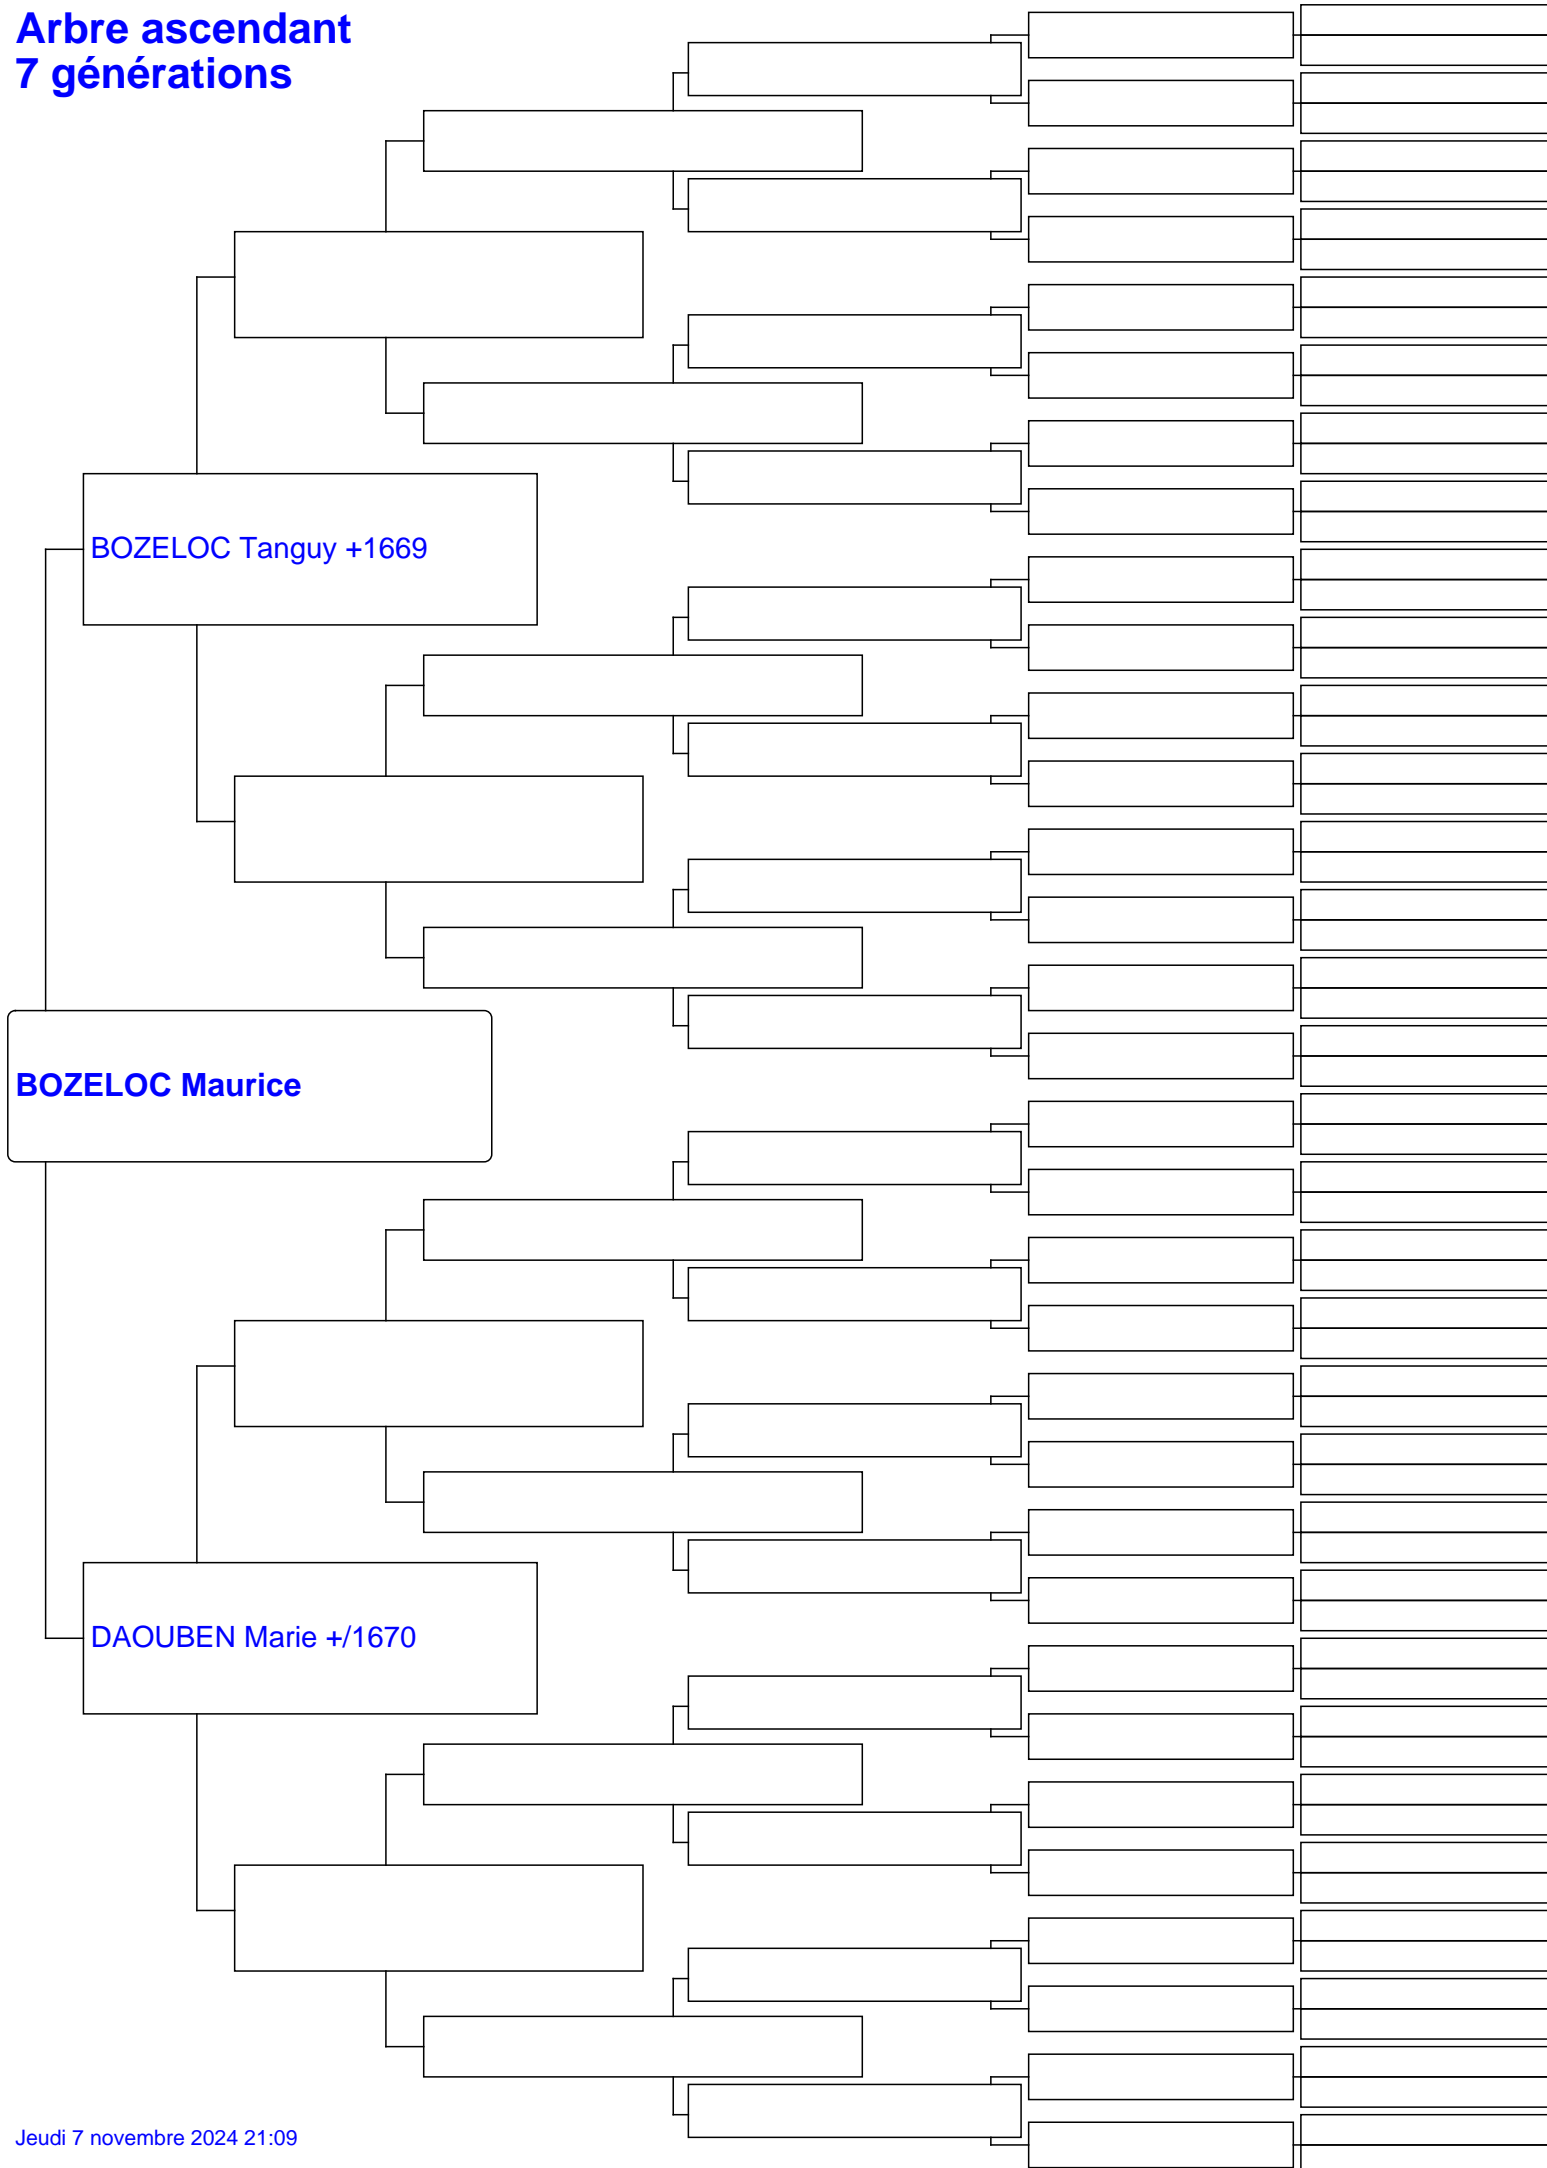 Arbre ascendant
7 générations
BOZELOC Tanguy +1669
BOZELOC Maurice
DAOUBEN Marie +/1670
Jeudi 7 novembre 2024 21:09